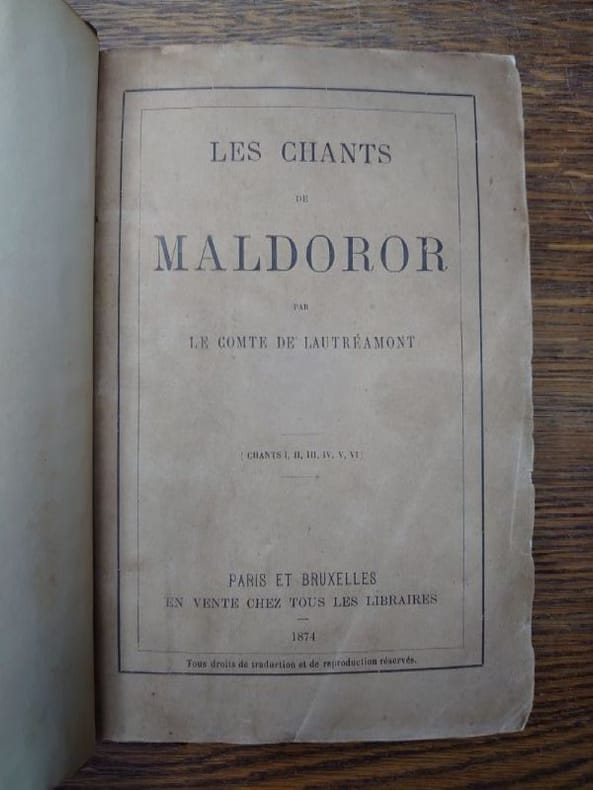 LES CHANTS
DE
MALDOROR
PAR
LE COMTE DE LAUTRÉAMONT
( CHANTS I, II, III, IV, V, VI)
PARIS ET BRUXELLES
EN VENTE CHEZ TOUS LES LIBRAIRES
—
1874
Tous droits de traduction et de reproduction réservés.